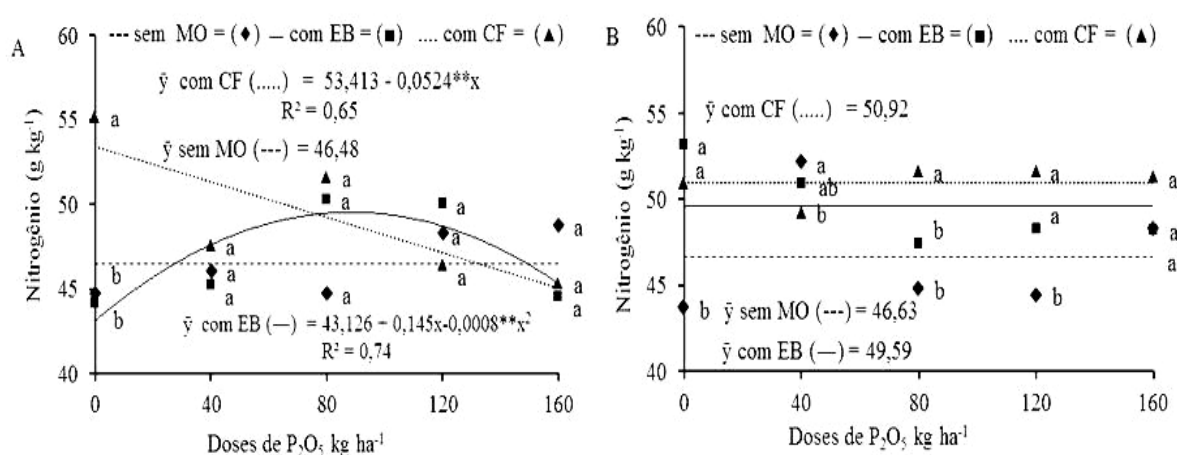 A
--- sem MO = (♦) — com EB = (■) .... com CF = (▲)
ȳ com CF (.....) = 53,413 - 0,0524**x
R² = 0,65
ȳ sem MO (---) = 46,48
ȳ com EB (—) = 43,126 + 0,145x-0,0008**x²
R² = 0,74
Nitrogênio (g kg⁻¹)
60
55
50
45
40
a
b
b
a
a
a
a
a
a
a
a
a
a
a
0 40 80 120 160
Doses de P₂O₅ kg ha⁻¹
B
--- sem MO = (♦) — com EB = (■) .... com CF = (▲)
ȳ com CF (.....) = 50,92
ȳ sem MO (---) = 46,63
ȳ com EB (—) = 49,59
Nitrogênio (g kg⁻¹)
60
55
50
45
40
a
a
b
a
ab
b
a
b
b
a
a
b
a
a
a
0 40 80 120 160
Doses de P₂O₅ kg ha⁻¹